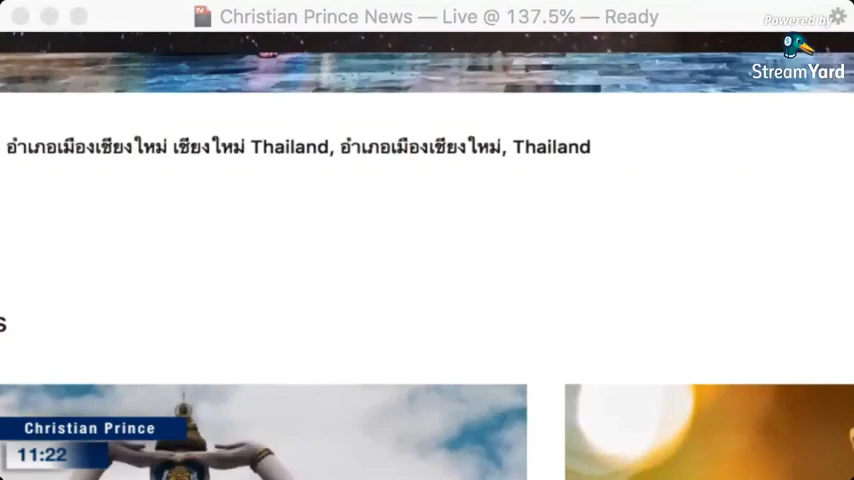 Christian Prince News — Live @ 137.5% — Ready
Powered by
StreamYard
อำเภอเมืองเชียงใหม่ เชียงใหม่ Thailand, อำเภอเมืองเชียงใหม่, Thailand
s
Christian Prince
11:22